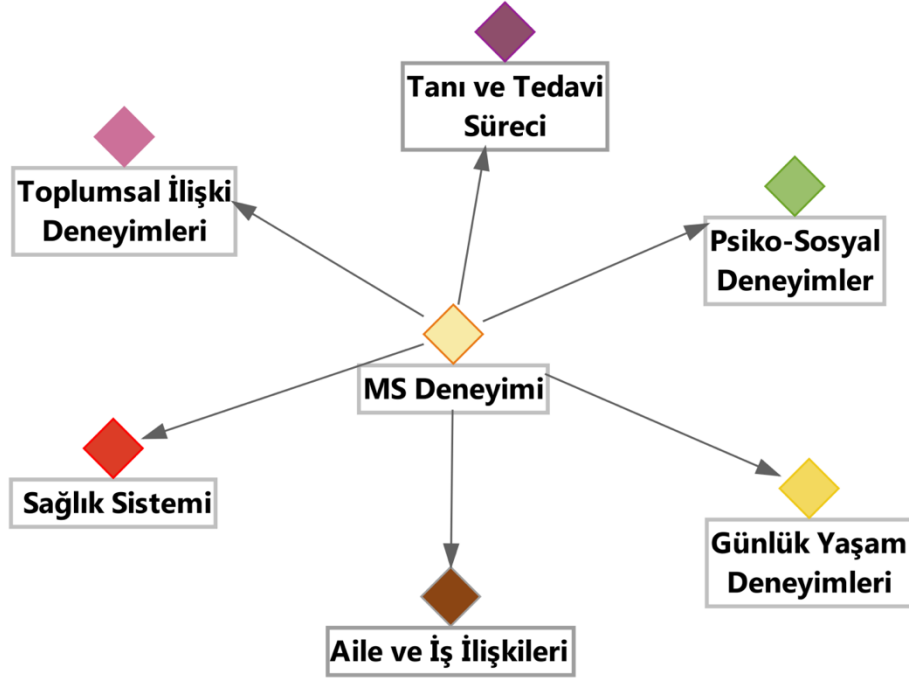 Tanı ve Tedavi
Süreci
Toplumsal İlişki
Deneyimleri
Psiko-Sosyal
Deneyimler
MS Deneyimi
Sağlık Sistemi
Günlük Yaşam
Deneyimleri
Aile ve İş İlişkileri